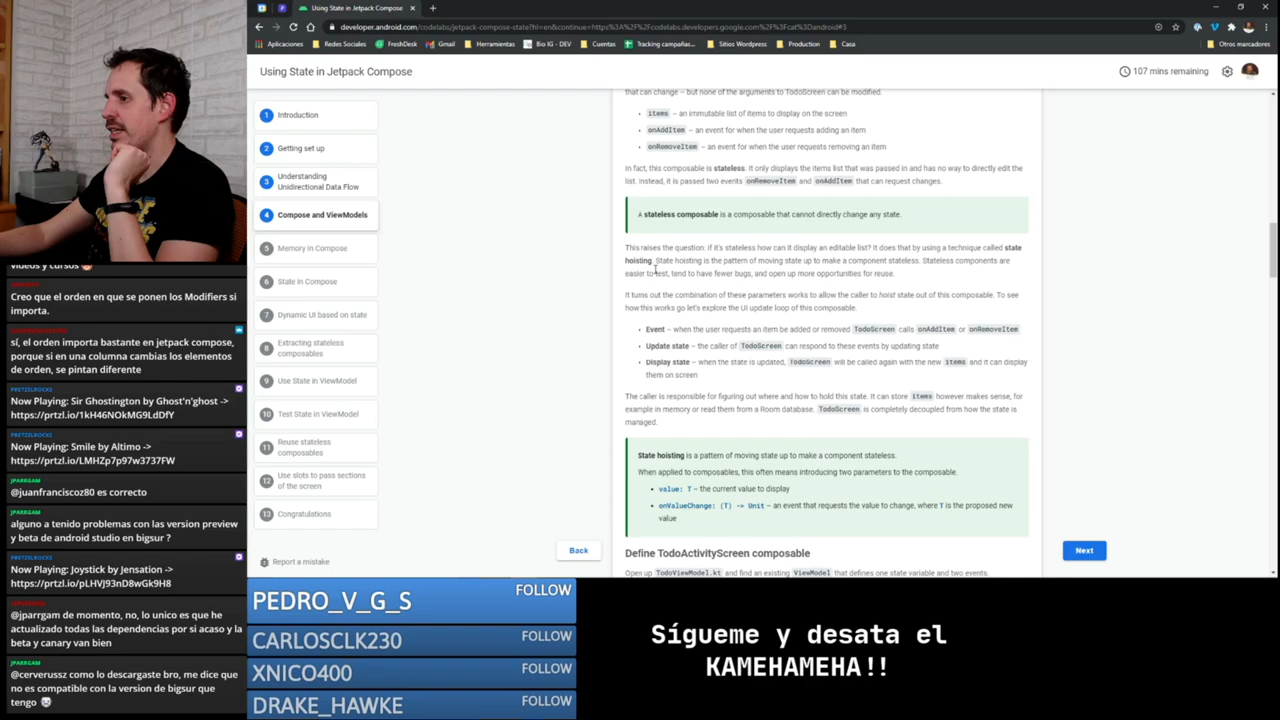 Using State in Jetpack Compose
developer.android.com/codelabs/jetpack-compose-state?hl=en&continue=https%3A%2F%2Fcodelabs.developers.google.com%2F%3Fcat%3Dandroid#3
Aplicaciones
Redes Sociales
FreshDesk
Gmail
Herramientas
Bio IG - DEV
Cuentas
Tracking campañas...
Sitios Wordpress
Production
Casa
Otros marcadores
Using State in Jetpack Compose
107 mins remaining
1 Introduction
2 Getting set up
3 Understanding
Unidirectional Data Flow
4 Compose and ViewModels
5 Memory in Compose
6 State in Compose
7 Dynamic UI based on state
8 Extracting stateless
composables
9 Use State in ViewModel
10 Test State in ViewModel
11 Reuse stateless
composables
12 Use slots to pass sections
of the screen
13 Congratulations
Report a mistake
that can change – but none of the arguments to TodoScreen can be modified.
• items – an immutable list of items to display on the screen
• onAddItem – an event for when the user requests adding an item
• onRemoveItem – an event for when the user requests removing an item
In fact, this composable is stateless. It only displays the items list that was passed in and has no way to directly edit the
list. Instead, it is passed two events onRemoveItem and onAddItem that can request changes.
A stateless composable is a composable that cannot directly change any state.
This raises the question: if it's stateless how can it display an editable list? It does that by using a technique called state
hoisting. State hoisting is the pattern of moving state up to make a component stateless. Stateless components are
easier to test, tend to have fewer bugs, and open up more opportunities for reuse.
It turns out the combination of these parameters works to allow the caller to hoist state out of this composable. To see
how this works go let's explore the UI update loop of this composable.
• Event – when the user requests an item be added or removed TodoScreen calls onAddItem or onRemoveItem
• Update state – the caller of TodoScreen can respond to these events by updating state
• Display state – when the state is updated, TodoScreen will be called again with the new items and it can display
them on screen
The caller is responsible for figuring out where and how to hold this state. It can store items however makes sense, for
example in memory or read them from a Room database. TodoScreen is completely decoupled from how the state is
managed.
State hoisting is a pattern of moving state up to make a component stateless.
When applied to composables, this often means introducing two parameters to the composable.
• value: T – the current value to display
• onValueChange: (T) -> Unit – an event that requests the value to change, where T is the proposed new
value
Define TodoActivityScreen composable
Open up TodoViewModel.kt and find an existing ViewModel that defines one state variable and two events.
Back
Next
videos y cursos
Creo que el orden en que se ponen los Modifiers si
importa.
sí, el orden importa bastante en jetpack compose,
porque si en una column cambias los elementos
de orden, se pintan diferente
PRETZELROCKS
Now Playing: Sir Ghostington by Ghost'n'ghost ->
https://prtzl.io/1kH46NOkMG9LdDfY
PRETZELROCKS
Now Playing: Smile by Altimo ->
https://prtzl.io/LMHZp7p97w3737FW
JPARRGAM
@juanfranciscoz80 es correcto
JPARRGAM
alguno a tenido problemas con las version preview
y beta de android studio en bigsur ?
PRETZELROCKS
Now Playing: Joystick by Jensation ->
https://prtzl.io/pLHVJ93nD8wGk9H8
@jparrgam de momento, no, lo unico es que he
actualizado todas las dependencias por si acaso y la
beta y canary van bien
JPARRGAM
@cerverussz como lo descargaste bro, me dice que
no es compatible con la version de bigsur que
tengo
PEDRO_V_G_S FOLLOW
CARLOSCLK230 FOLLOW
XNICO400 FOLLOW
DRAKE_HAWKE FOLLOW
Sígueme y desata el
KAMEHAMEHA!!